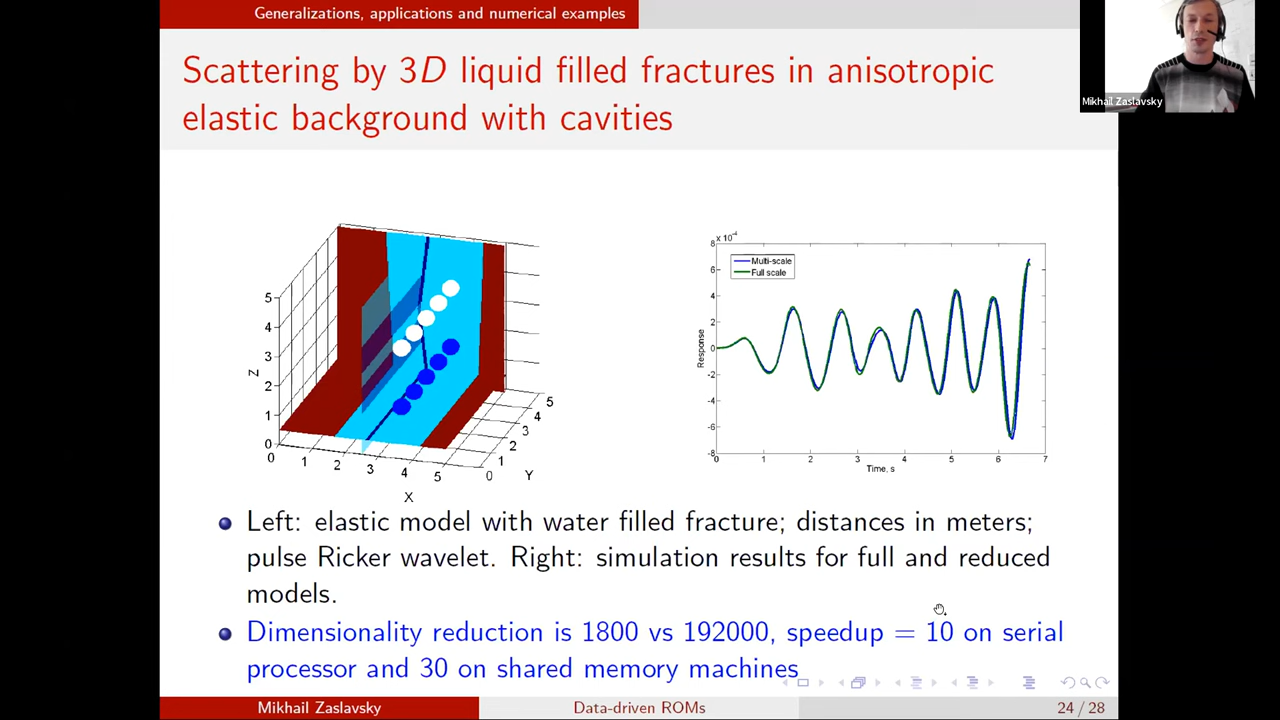 Generalizations, applications and numerical examples
Mikhail Zaslavsky
Scattering by 3D liquid filled fractures in anisotropic
elastic background with cavities
5
4
3
2
1
0
Z
0
1
2
3
4
5
X
0
1
2
3
4
5
Y
x 10⁻⁴
8
6
4
2
0
-2
-4
-6
-8
Response
Multi-scale
Full scale
0 1 2 3 4 5 6 7
Time, s
Left: elastic model with water filled fracture; distances in meters;
pulse Ricker wavelet. Right: simulation results for full and reduced
models.
Dimensionality reduction is 1800 vs 192000, speedup = 10 on serial
processor and 30 on shared memory machines
Mikhail Zaslavsky
Data-driven ROMs
24 / 28